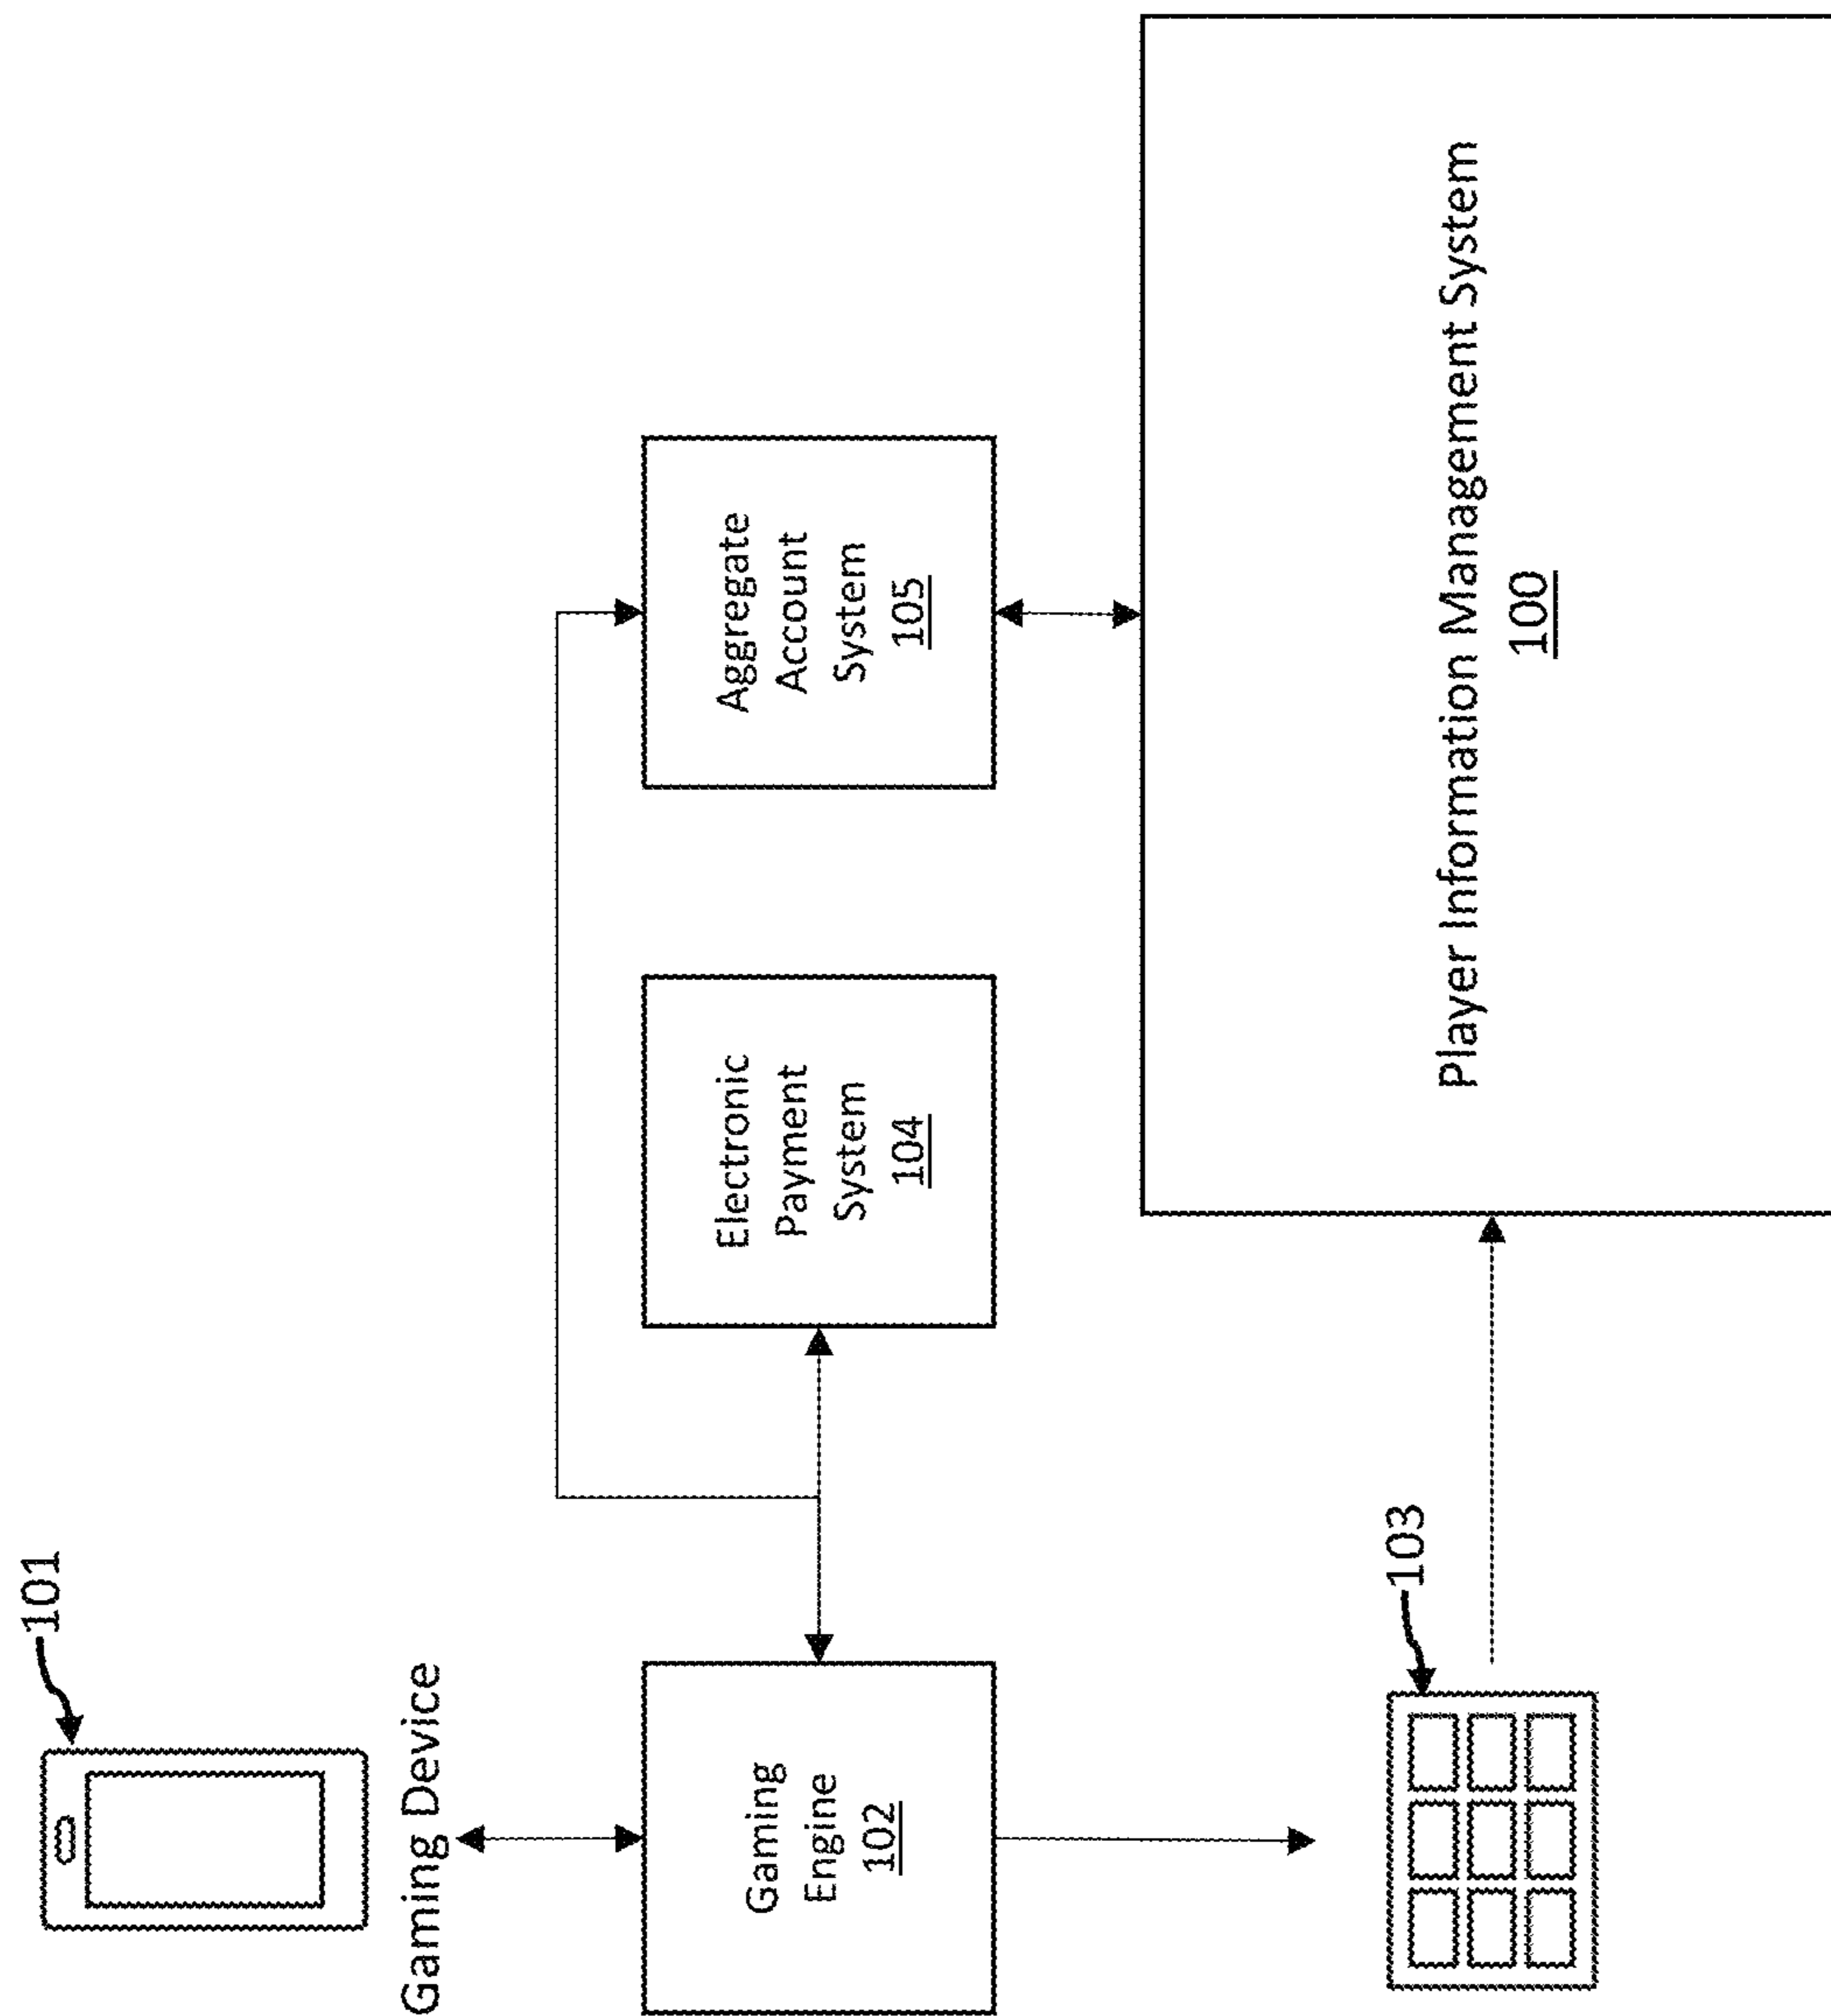 101
Gaming Device
Gaming
Engine
102
Electronic
Payment
System
104
Aggregate
Account
System
105
103
Player Information Management System
100